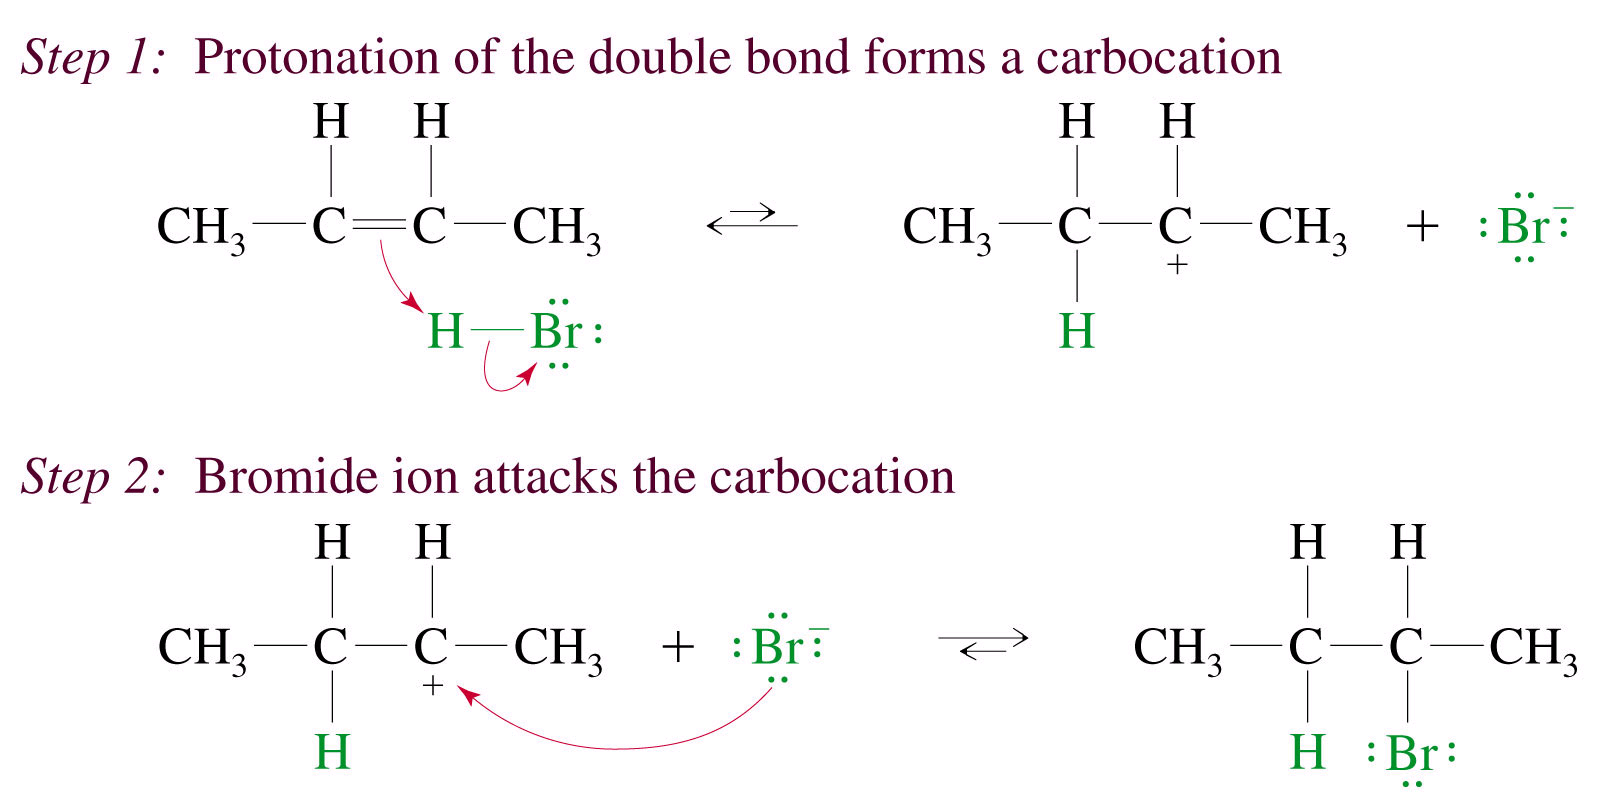 Step 1: Protonation of the double bond forms a carbocation
H H H H
CH₃—C=C—CH₃ ⇌ CH₃—C—C—CH₃ + :Br:⁻
+
H—Br: H
Step 2: Bromide ion attacks the carbocation
H H H H
CH₃—C—C—CH₃ + :Br:⁻ ⇌ CH₃—C—C—CH₃
+
H H :Br: